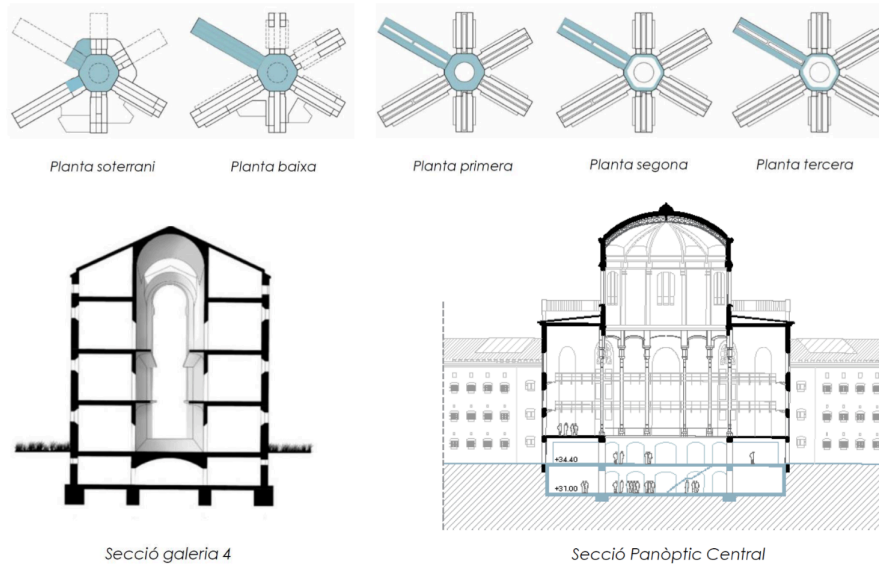 Planta soterrani
Planta baixa
Planta primera
Planta segona
Planta tercera
+34.40
+31.00
Secció galeria 4
Secció Panòptic Central